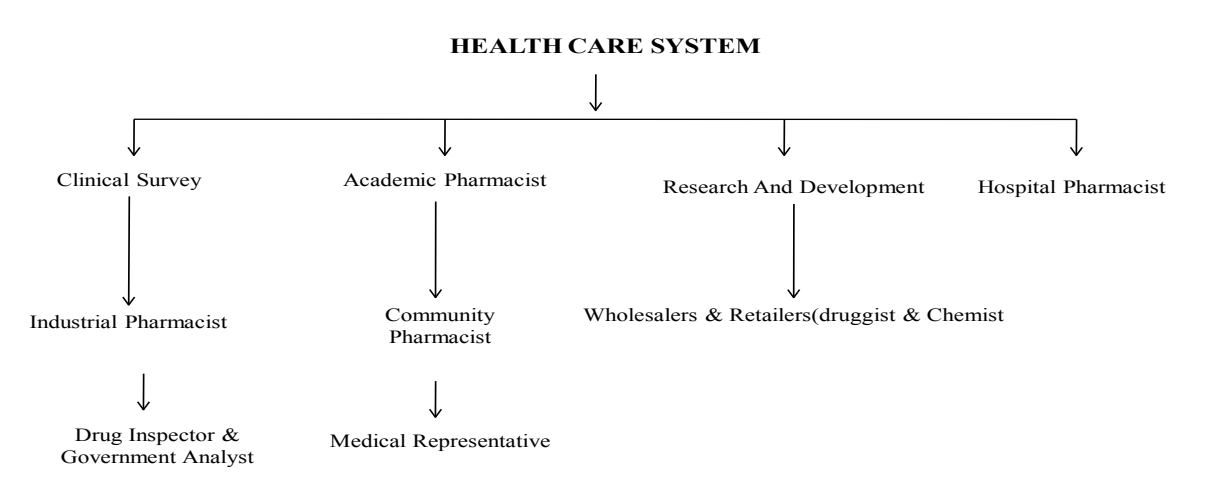 HEALTH CARE SYSTEM
Clinical Survey
Academic Pharmacist
Research And Development
Hospital Pharmacist
Industrial Pharmacist
Community
Pharmacist
Wholesalers & Retailers(druggist & Chemist
Drug Inspector &
Government Analyst
Medical Representative